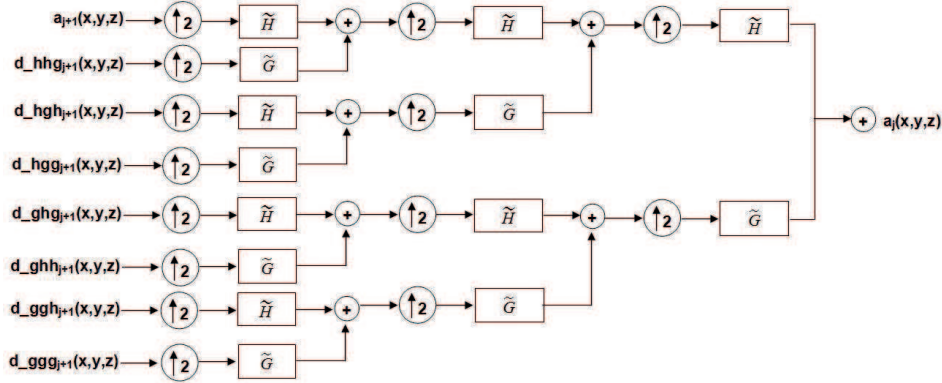 a_{j+1}(x,y,z) ↑2 H̃ + ↑2 H̃ + ↑2 H̃
d_hhg_{j+1}(x,y,z) ↑2 G̃
d_hgh_{j+1}(x,y,z) ↑2 H̃ + ↑2 G̃
+ a_j(x,y,z)
d_hgg_{j+1}(x,y,z) ↑2 G̃
d_ghg_{j+1}(x,y,z) ↑2 H̃ + ↑2 H̃ + ↑2 G̃
d_ghh_{j+1}(x,y,z) ↑2 G̃
d_ggh_{j+1}(x,y,z) ↑2 H̃ + ↑2 G̃
d_ggg_{j+1}(x,y,z) ↑2 G̃